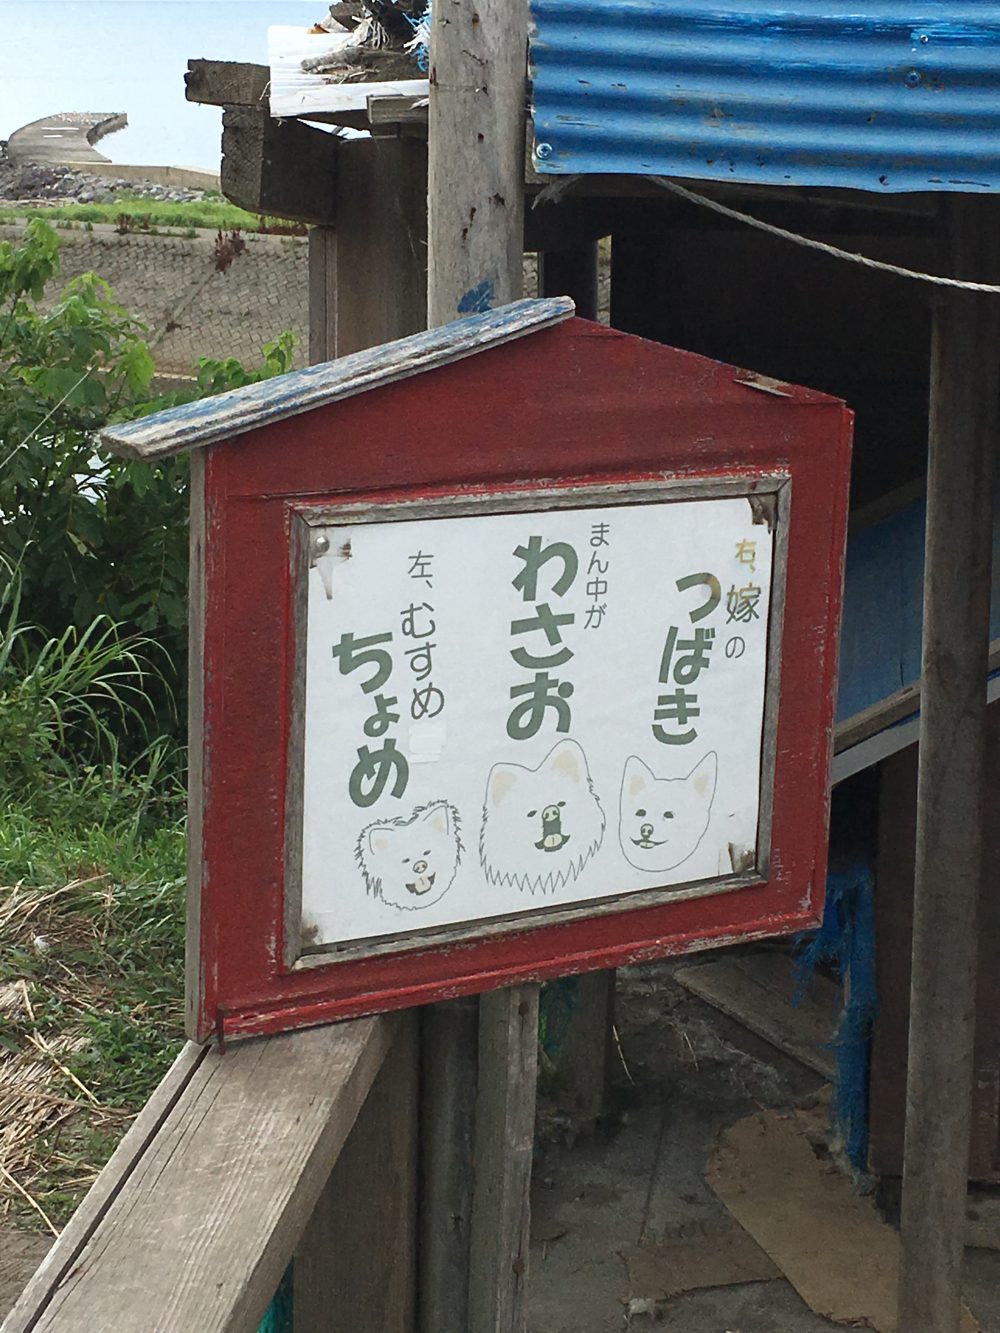 右、嫁の
つばき
まん中が
わさお
左、むすめ
ちょめ